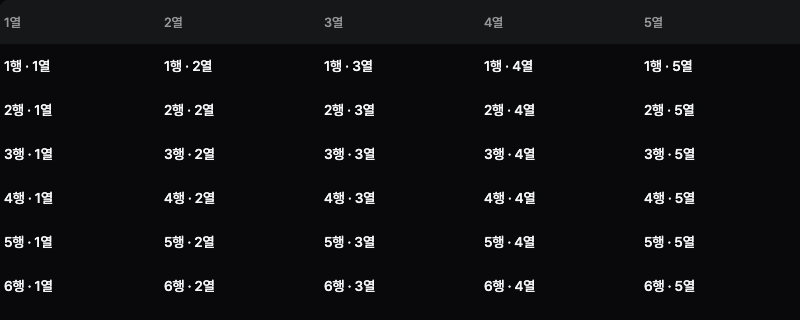 1열 2열 3열 4열 5열
1행 · 1열 1행 · 2열 1행 · 3열 1행 · 4열 1행 · 5열
2행 · 1열 2행 · 2열 2행 · 3열 2행 · 4열 2행 · 5열
3행 · 1열 3행 · 2열 3행 · 3열 3행 · 4열 3행 · 5열
4행 · 1열 4행 · 2열 4행 · 3열 4행 · 4열 4행 · 5열
5행 · 1열 5행 · 2열 5행 · 3열 5행 · 4열 5행 · 5열
6행 · 1열 6행 · 2열 6행 · 3열 6행 · 4열 6행 · 5열